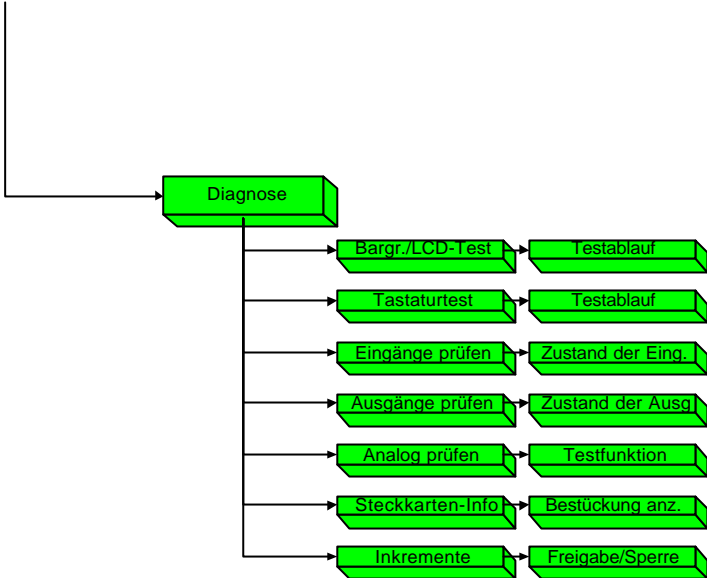 Diagnose
Bargr./LCD-Test
Testablauf
Tastaturtest
Testablauf
Eingänge prüfen
Zustand der Eing.
Ausgänge prüfen
Zustand der Ausg
Analog prüfen
Testfunktion
Steckkarten-Info
Bestückung anz.
Inkremente
Freigabe/Sperre